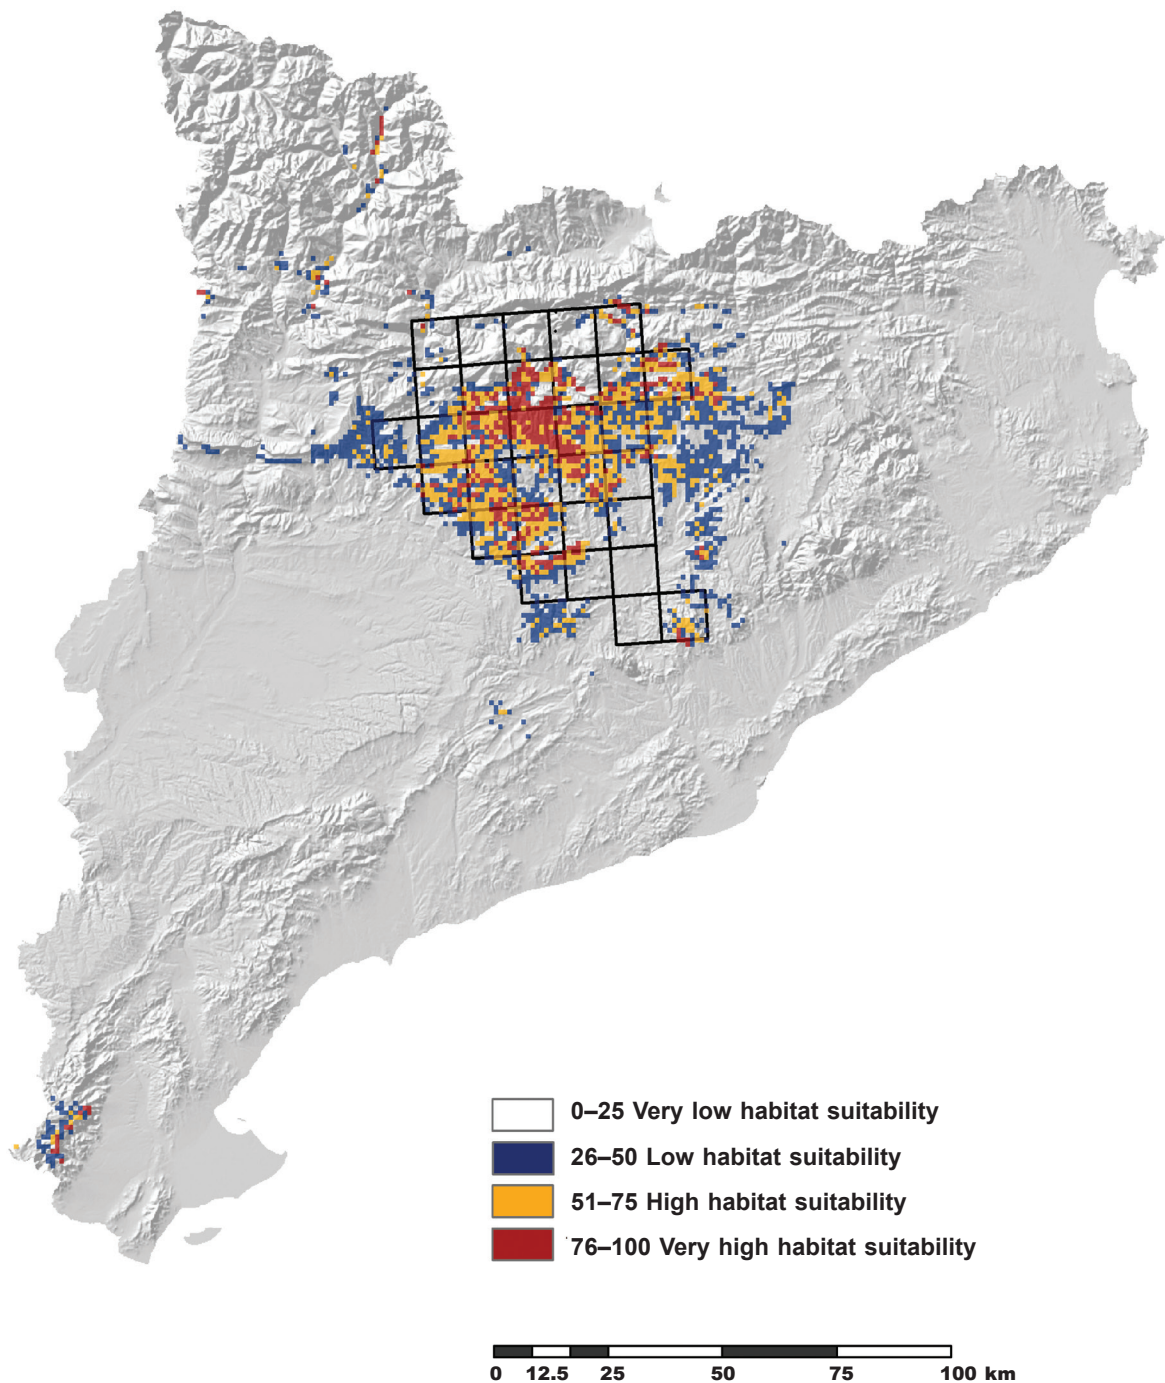 0–25 Very low habitat suitability
26–50 Low habitat suitability
51–75 High habitat suitability
76–100 Very high habitat suitability
0 12.5 25 50 75 100 km